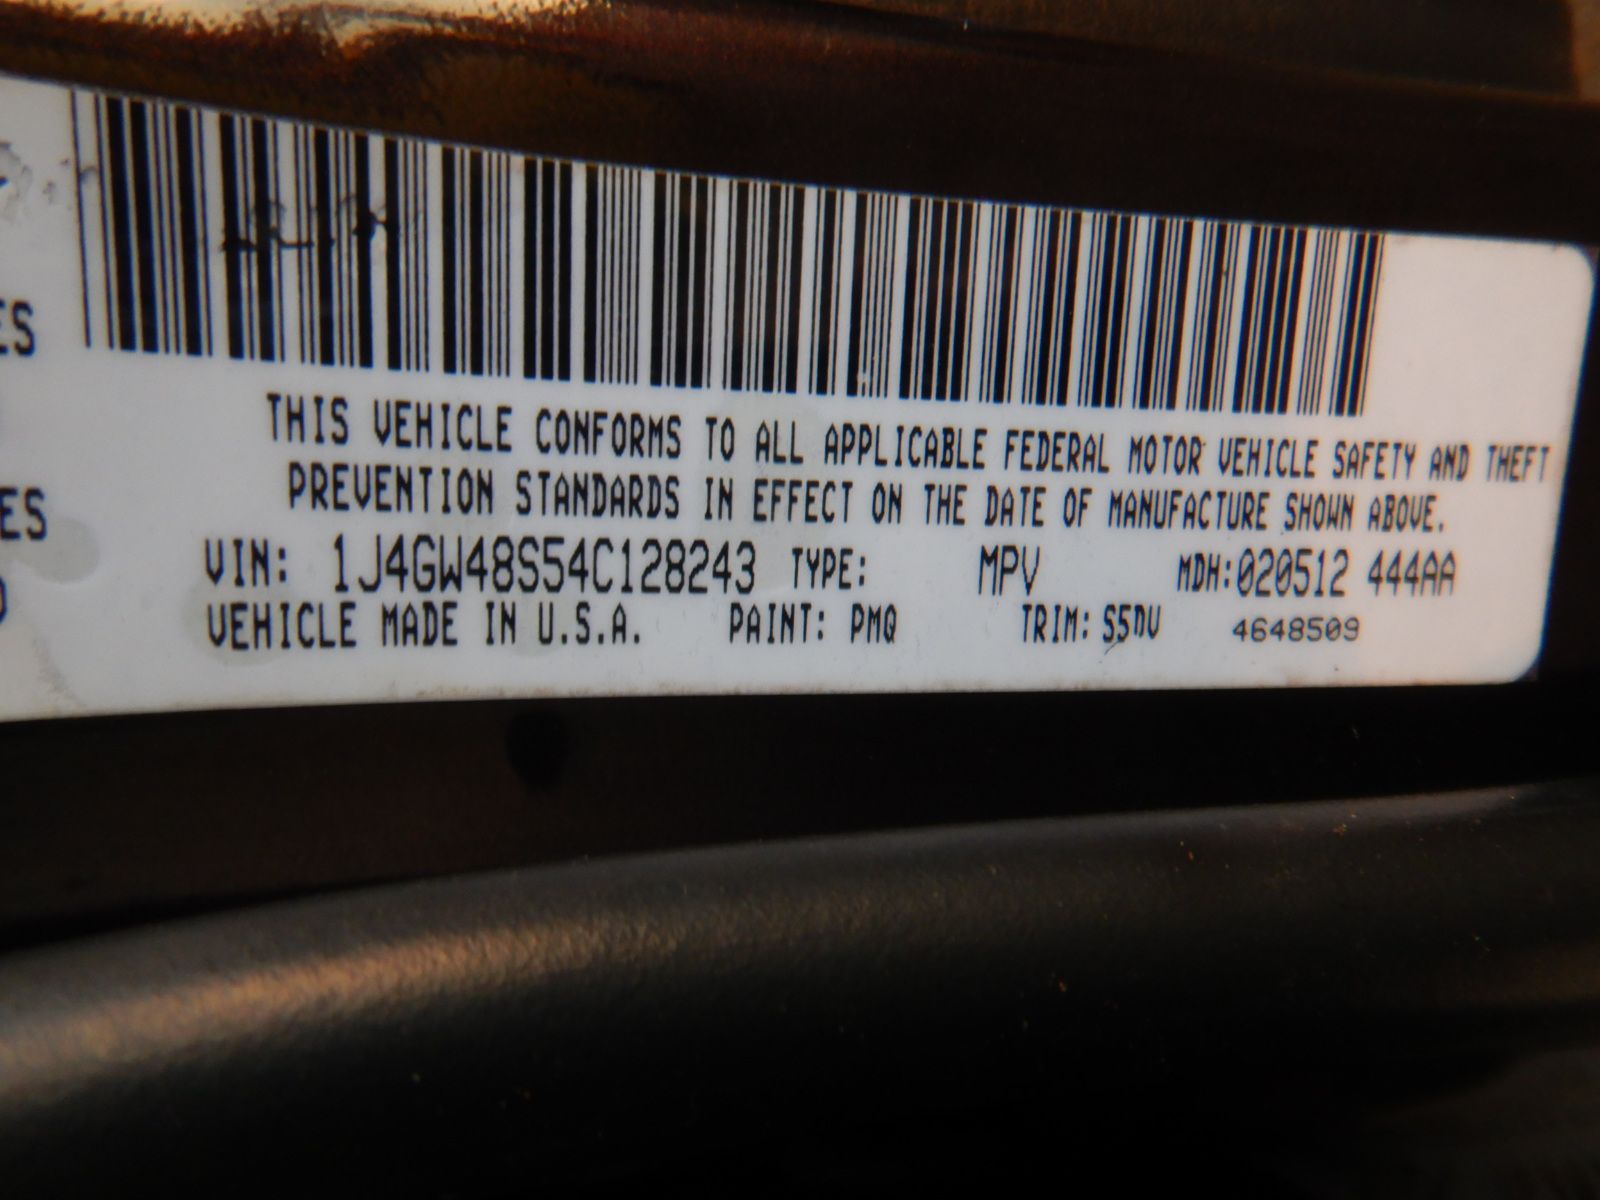 ES
ES
THIS VEHICLE CONFORMS TO ALL APPLICABLE FEDERAL MOTOR VEHICLE SAFETY AND THEFT
PREVENTION STANDARDS IN EFFECT ON THE DATE OF MANUFACTURE SHOWN ABOVE.
VIN: 1J4GW48S54C128243 TYPE: MPV MDH:020512 444AA
VEHICLE MADE IN U.S.A. PAINT: PMQ TRIM: S5DV 4648509